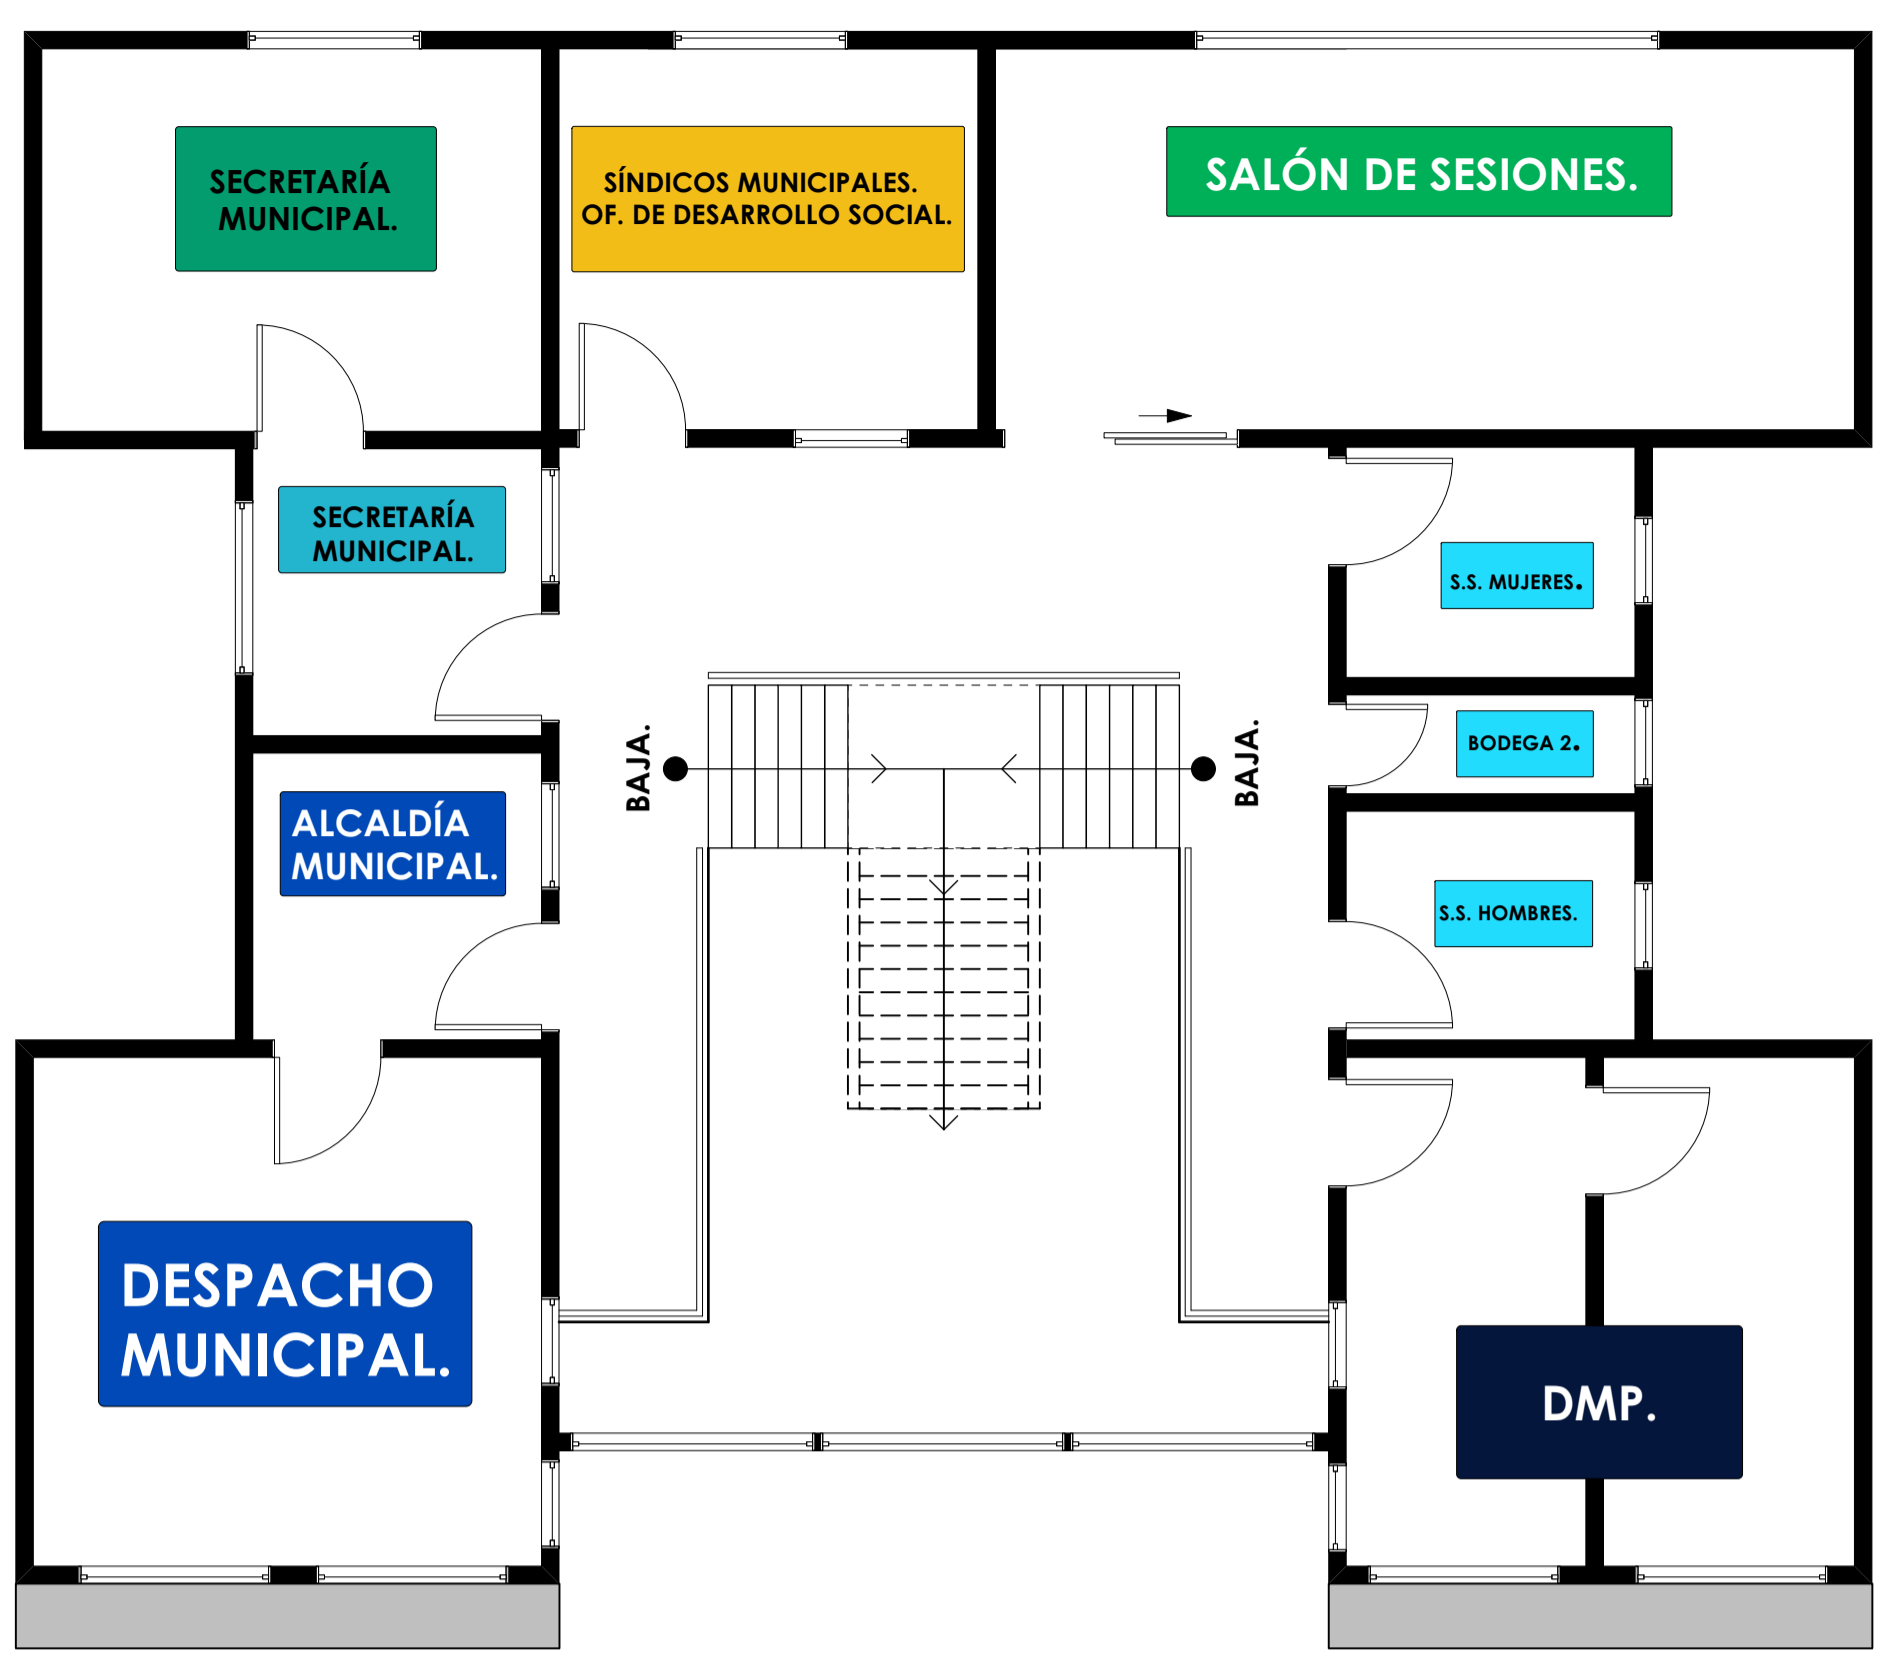 SECRETARÍA
MUNICIPAL.
SÍNDICOS MUNICIPALES.
OF. DE DESARROLLO SOCIAL.
SALÓN DE SESIONES.
SECRETARÍA
MUNICIPAL.
S.S. MUJERES.
BAJA.
BAJA.
BODEGA 2.
ALCALDÍA
MUNICIPAL.
S.S. HOMBRES.
DESPACHO
MUNICIPAL.
DMP.